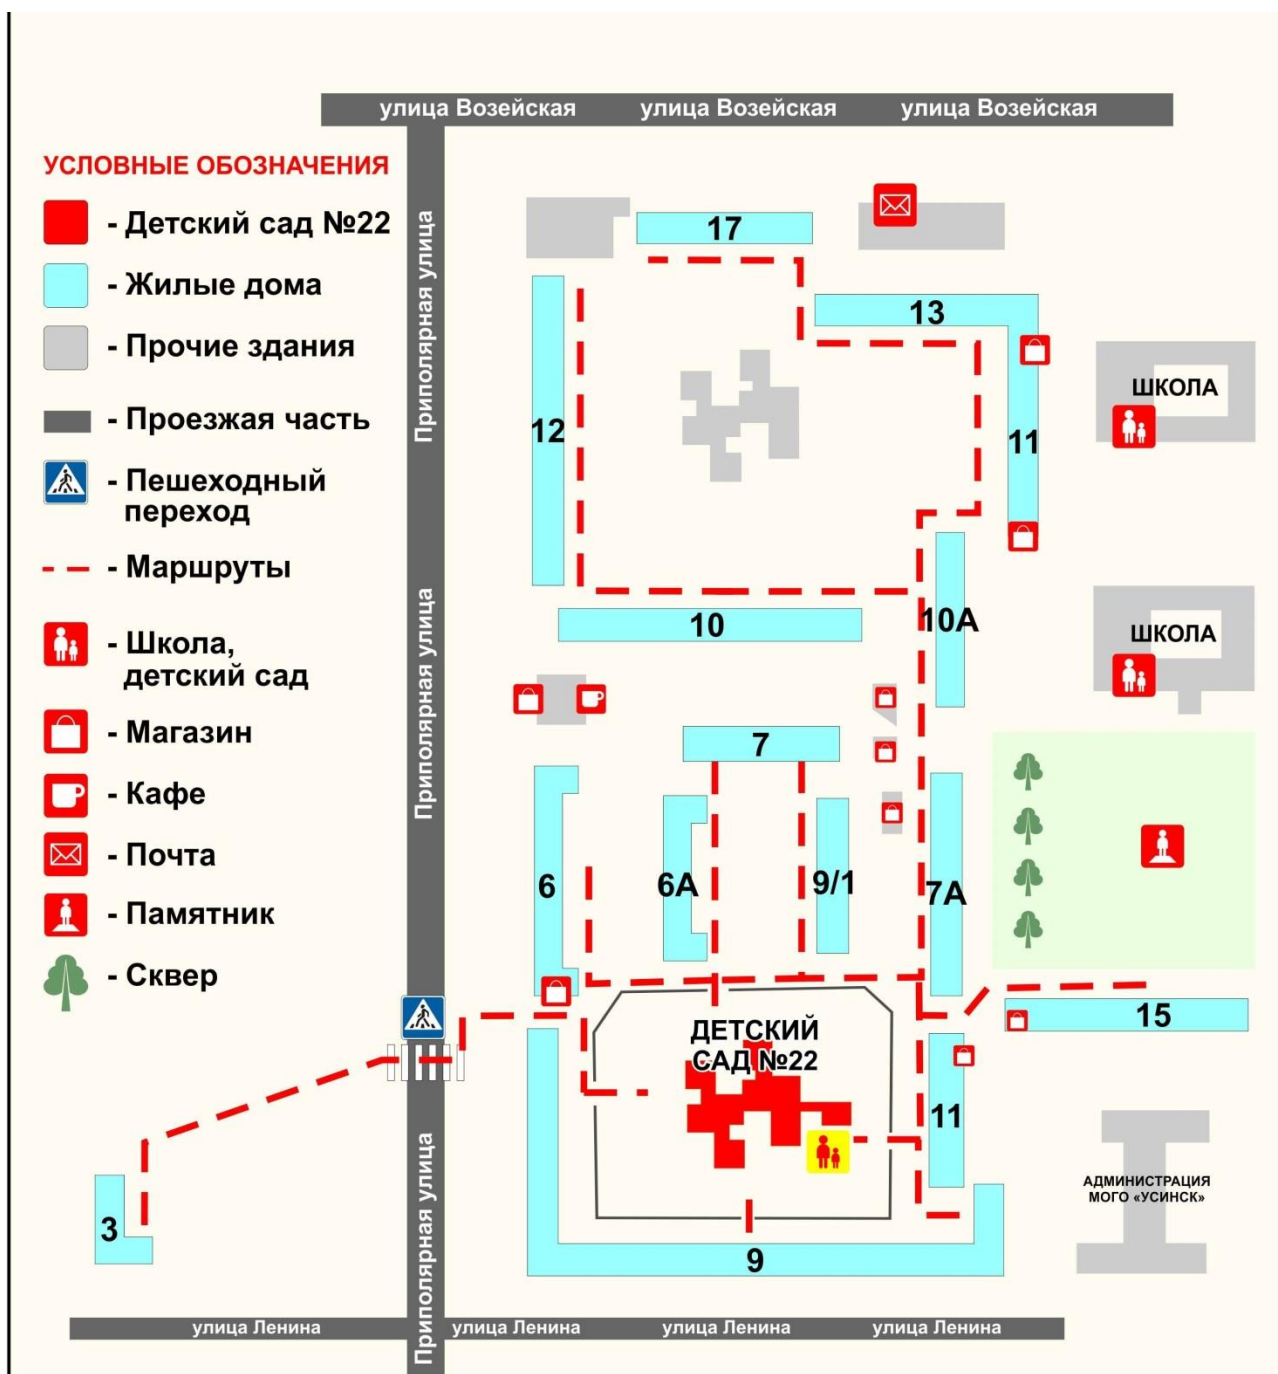 улица Возейская
улица Возейская
улица Возейская
УСЛОВНЫЕ ОБОЗНАЧЕНИЯ
- Детский сад №22
- Жилые дома
- Прочие здания
- Проезжая часть
- Пешеходный
переход
- Маршруты
- Школа,
детский сад
- Магазин
- Кафе
- Почта
- Памятник
- Сквер
Приполярная улица
Приполярная улица
Приполярная улица
17
13
12
11
ШКОЛА
10
10А
ШКОЛА
7
6
6А
9/1
7А
ДЕТСКИЙ
САД №22
15
11
АДМИНИСТРАЦИЯ
МОГО «УСИНСК»
3
9
улица Ленина
улица Ленина
улица Ленина
улица Ленина